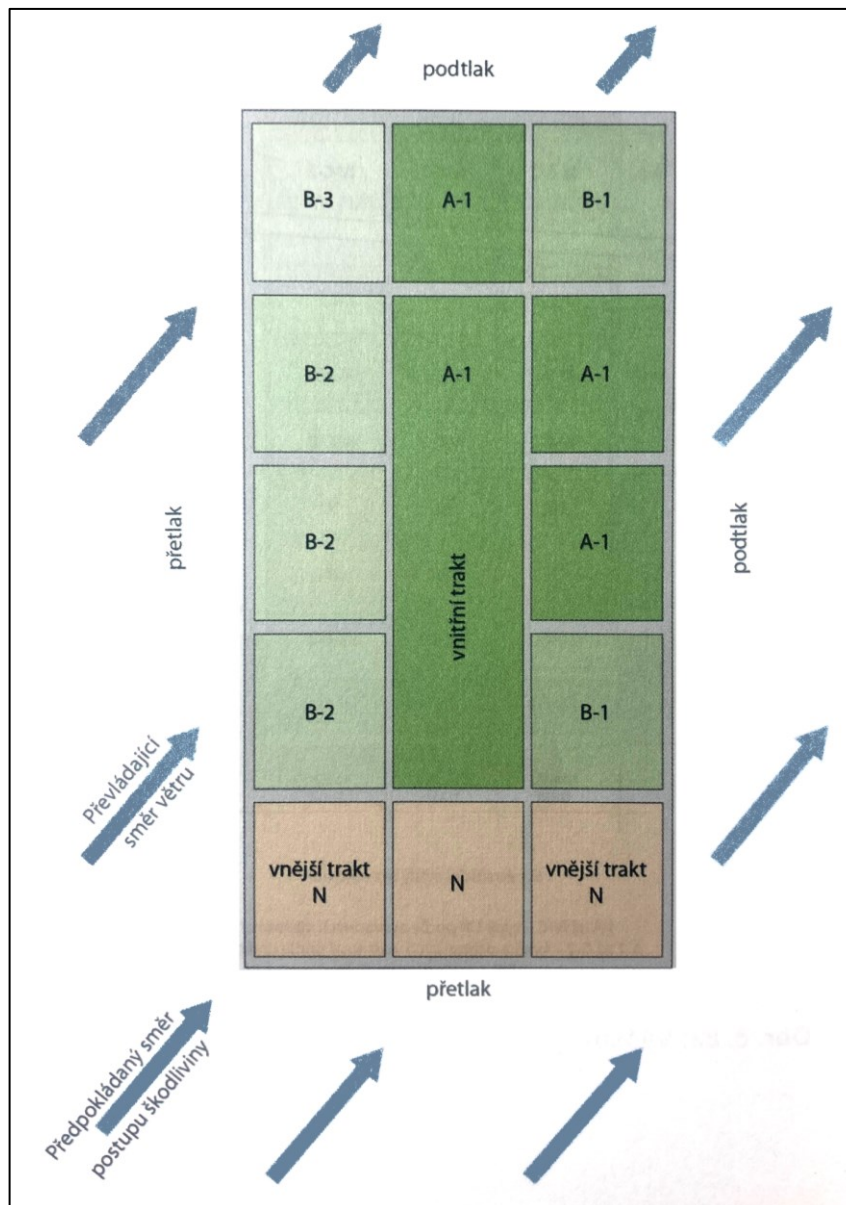 podtlak
B-3
A-1
B-1
B-2
A-1
A-1
přetlak
B-2
vnitřní trakt
A-1
podtlak
B-2
B-1
Převládající
směr větru
vnější trakt
N
N
vnější trakt
N
přetlak
Předpokládaný směr
postupu škodliviny